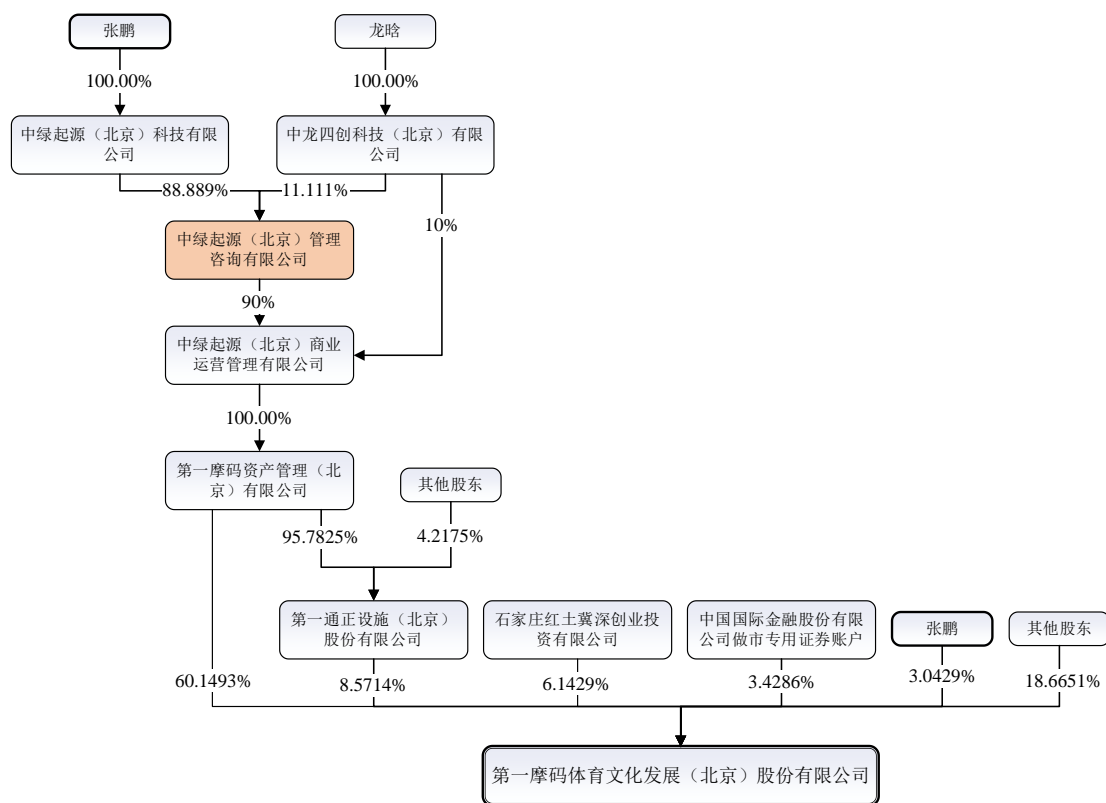 张鹏
龙晗
100.00%
100.00%
中绿起源（北京）科技有限
公司
中龙四创科技（北京）有限
公司
88.889%
11.111%
10%
中绿起源（北京）管理
咨询有限公司
90%
中绿起源（北京）商业
运营管理有限公司
100.00%
第一摩码资产管理（北
京）有限公司
其他股东
95.7825%
4.2175%
第一通正设施（北京）
股份有限公司
石家庄红土冀深创业投
资有限公司
中国国际金融股份有限
公司做市专用证券账户
张鹏
其他股东
60.1493%
8.5714%
6.1429%
3.4286%
3.0429%
18.6651%
第一摩码体育文化发展（北京）股份有限公司